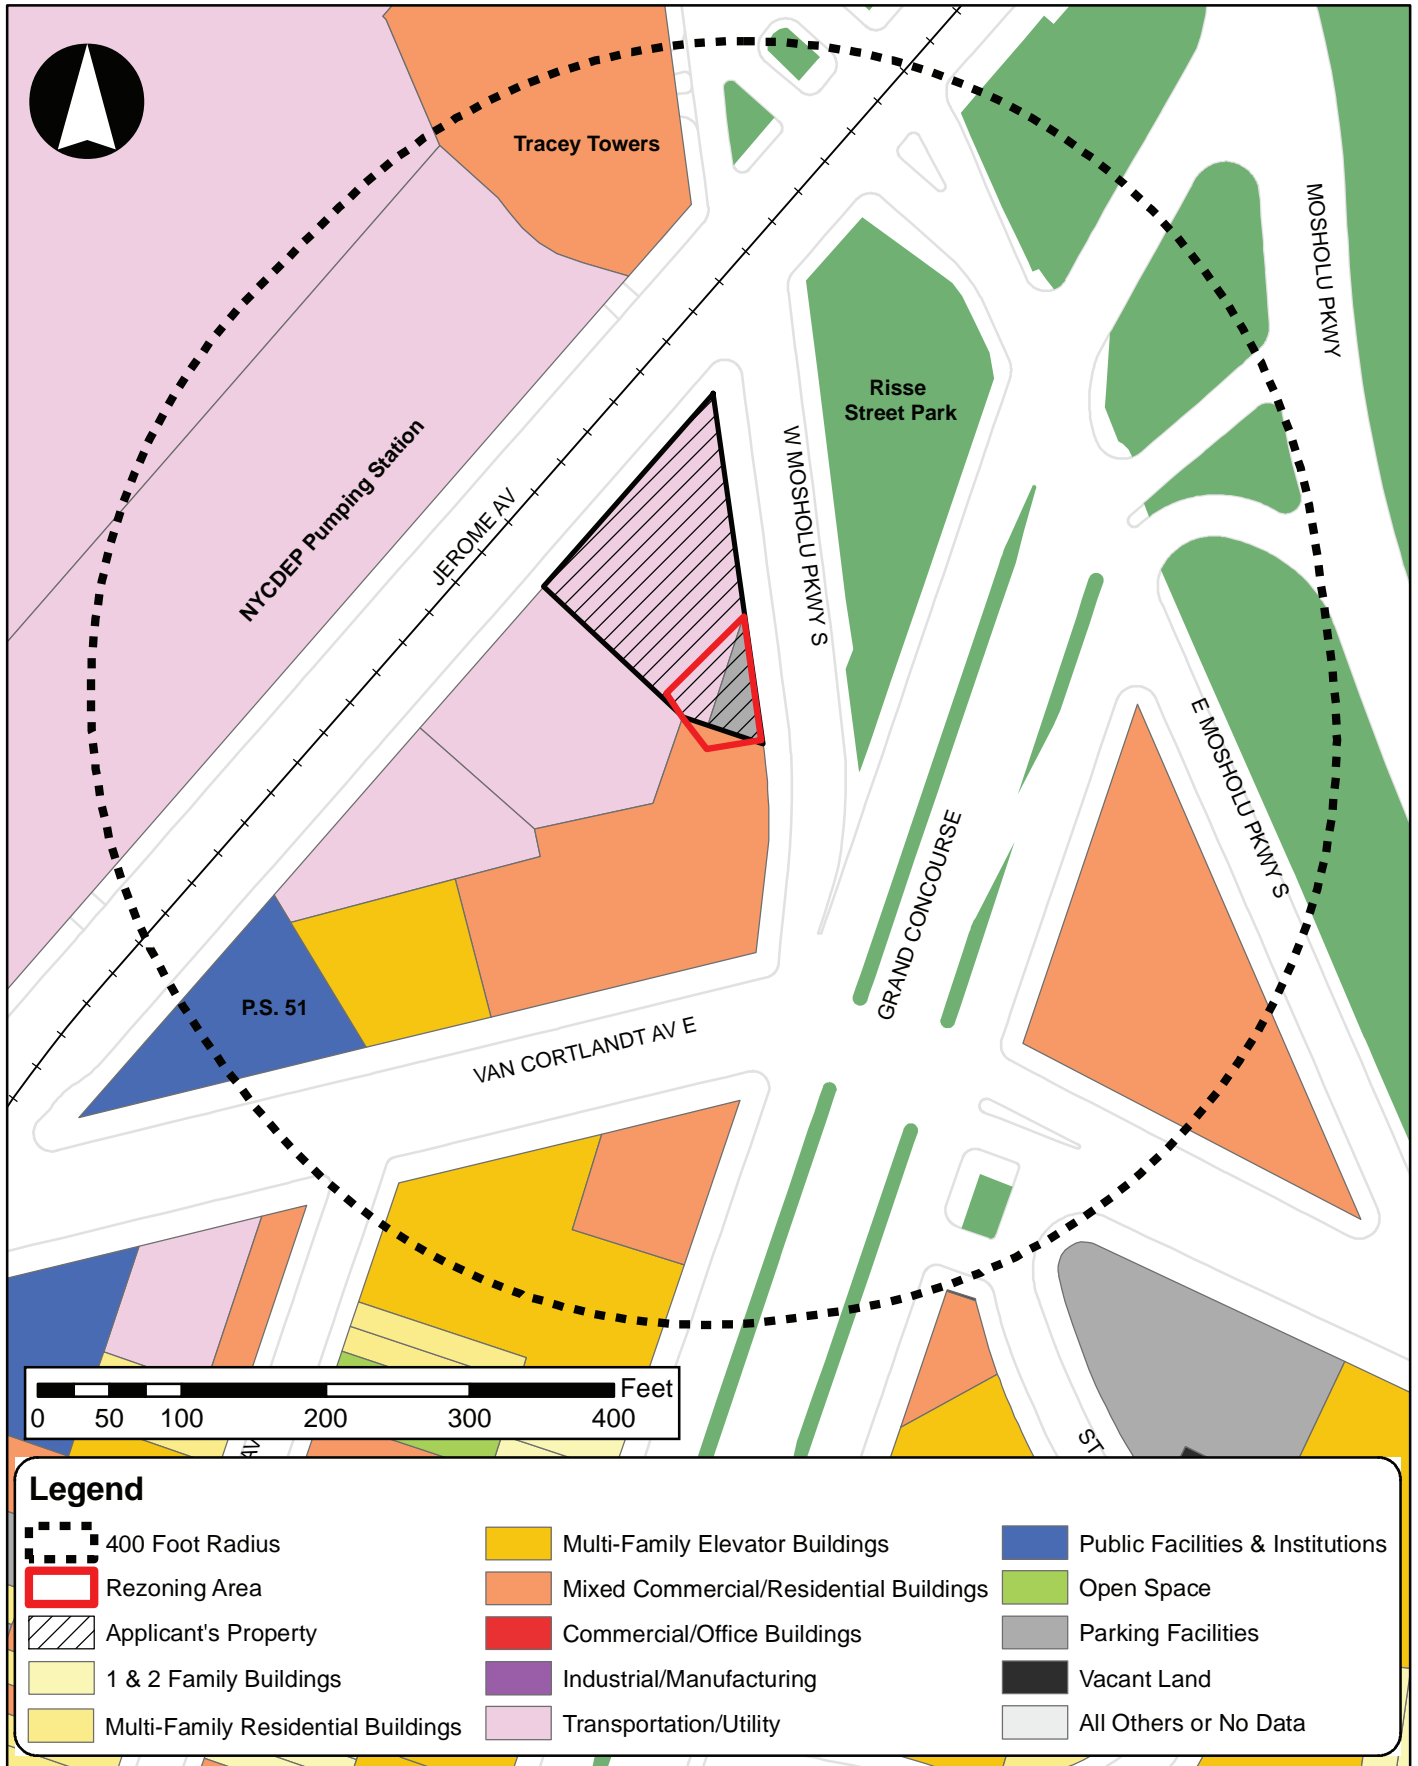 Tracey Towers
MOSHOLU PKWY
Risse
Street Park
NYCDEP Pumping Station
JEROME AV
W MOSHOLU PKWY S
E MOSHOLU PKWY S
GRAND CONCOURSE
P.S. 51
VAN CORTLANDT AV E
AV
ST
Feet
0 50 100 200 300 400
Legend
400 Foot Radius
Rezoning Area
Applicant's Property
1 & 2 Family Buildings
Multi-Family Residential Buildings
Multi-Family Elevator Buildings
Mixed Commercial/Residential Buildings
Commercial/Office Buildings
Industrial/Manufacturing
Transportation/Utility
Public Facilities & Institutions
Open Space
Parking Facilities
Vacant Land
All Others or No Data